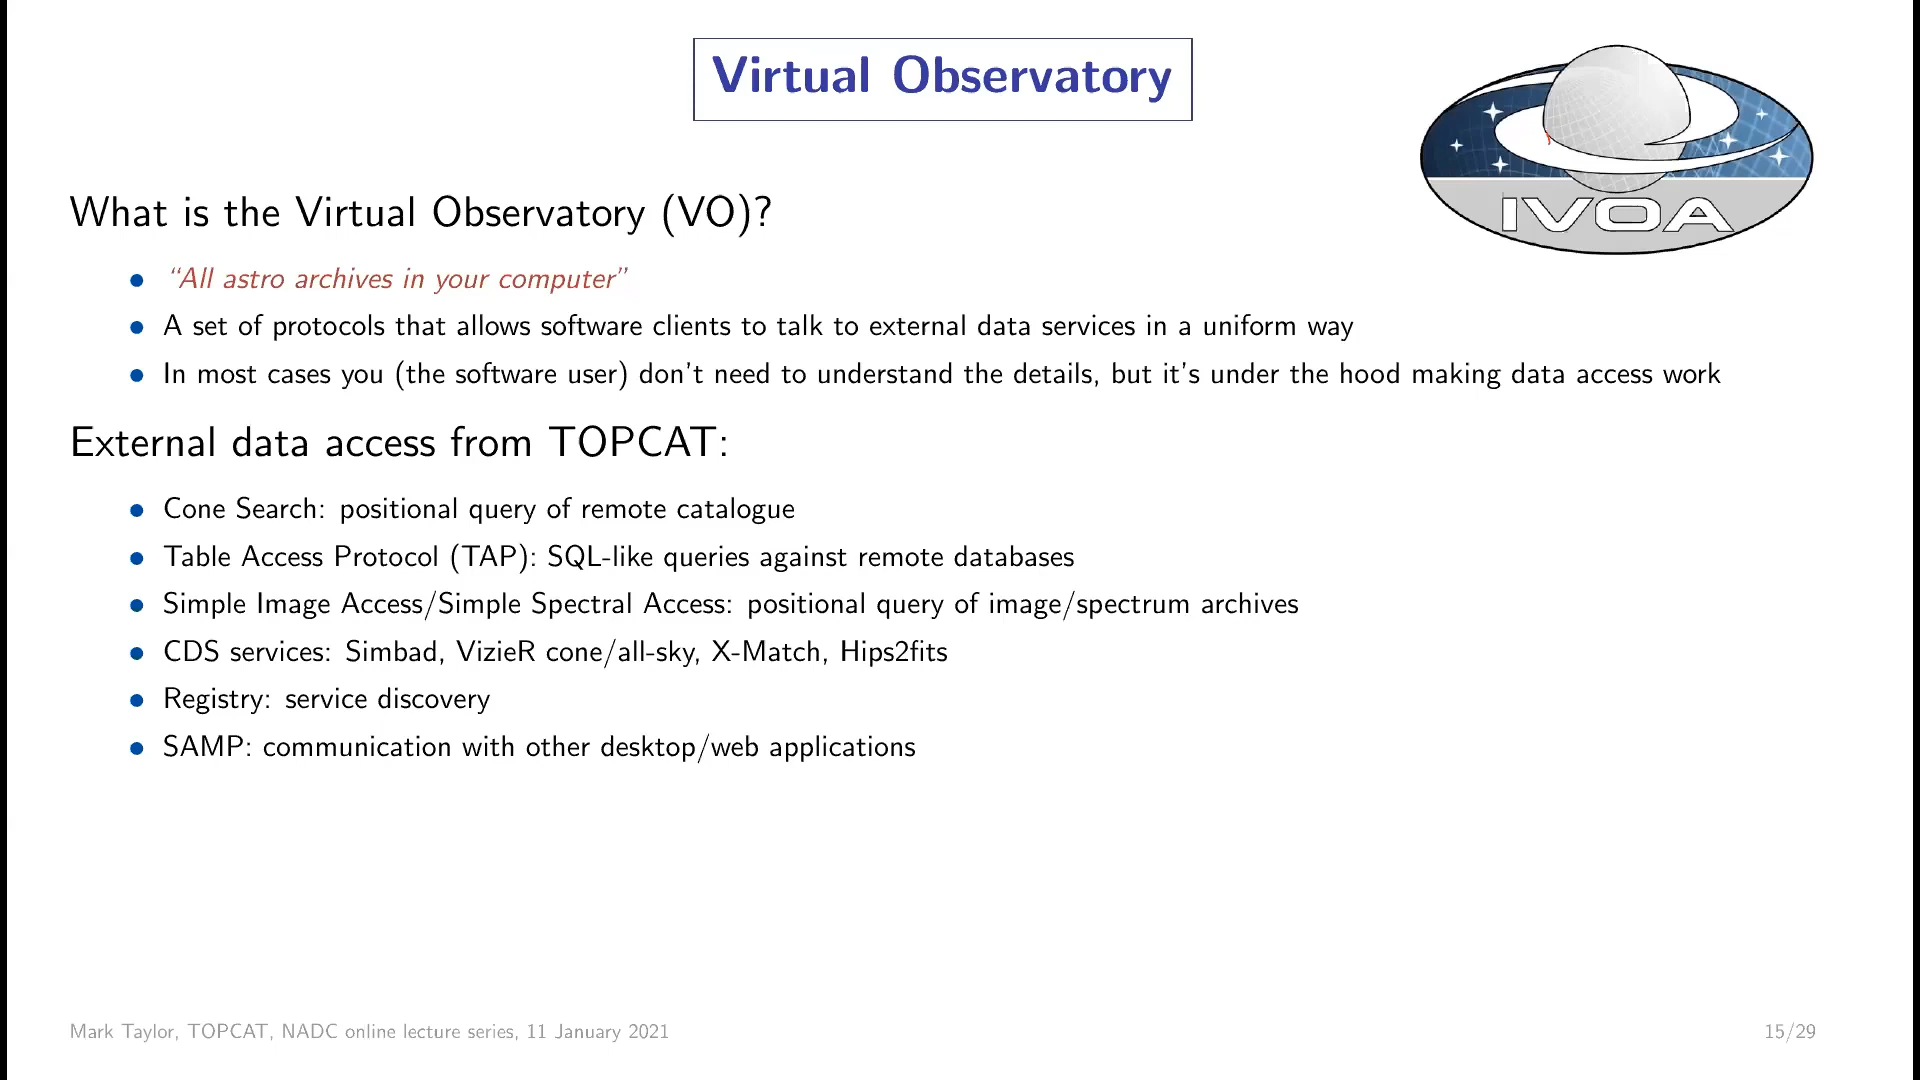 Virtual Observatory
IVOA
What is the Virtual Observatory (VO)?
• “All astro archives in your computer”
• A set of protocols that allows software clients to talk to external data services in a uniform way
• In most cases you (the software user) don’t need to understand the details, but it’s under the hood making data access work
External data access from TOPCAT:
• Cone Search: positional query of remote catalogue
• Table Access Protocol (TAP): SQL-like queries against remote databases
• Simple Image Access/Simple Spectral Access: positional query of image/spectrum archives
• CDS services: Simbad, VizieR cone/all-sky, X-Match, Hips2fits
• Registry: service discovery
• SAMP: communication with other desktop/web applications
Mark Taylor, TOPCAT, NADC online lecture series, 11 January 2021
15/29